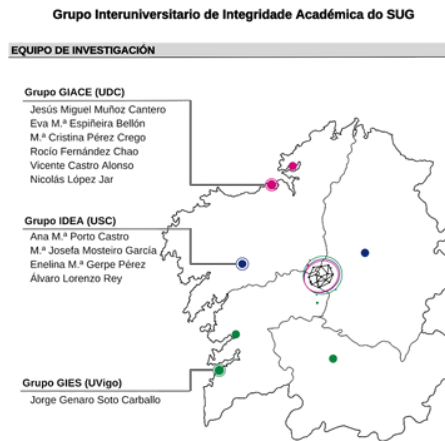 Grupo Interuniversitario de Integridade Académica do SUG
EQUIPO DE INVESTIGACIÓN
Grupo GIACE (UDC)
Jesús Miguel Muñoz Cantero
Eva M.ª Espiñeira Bellón
M.ª Cristina Pérez Crego
Rocío Fernández Chao
Vicente Castro Alonso
Nicolás López Jar
Grupo IDEA (USC)
Ana M.ª Porto Castro
M.ª Josefa Mosteiro García
Enelina M.ª Gerpe Pérez
Álvaro Lorenzo Rey
Grupo GIES (UVigo)
Jorge Genaro Soto Carballo